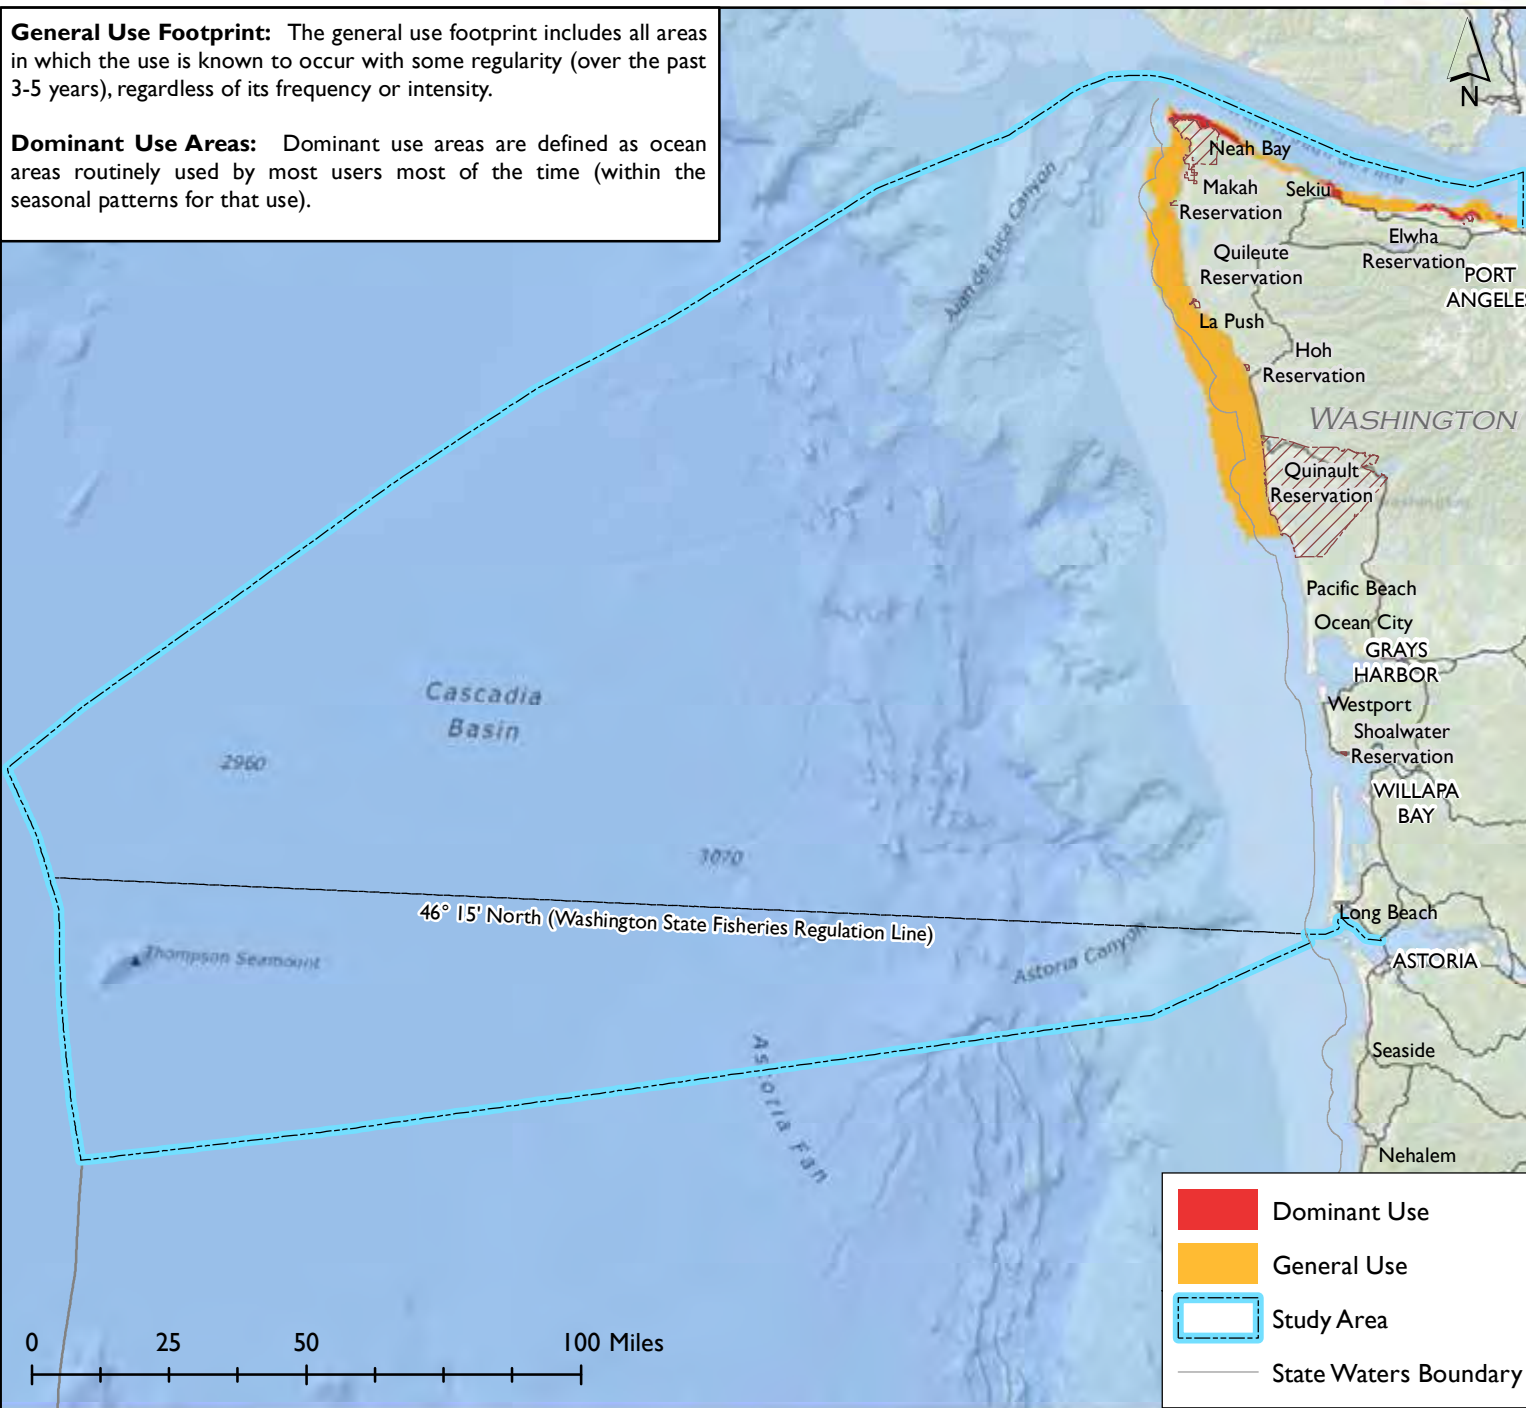 General Use Footprint: The general use footprint includes all areas
in which the use is known to occur with some regularity (over the past
3-5 years), regardless of its frequency or intensity.
Dominant Use Areas: Dominant use areas are defined as ocean
areas routinely used by most users most of the time (within the
seasonal patterns for that use).
N
Neah Bay
Makah
Reservation
Sekiu
Elwha
Reservation
PORT
ANGELES
Juan de Fuca Canyon
Quileute
Reservation
La Push
Hoh
Reservation
WASHINGTON
Quinault
Reservation
Washington
Pacific Beach
Ocean City
GRAYS
HARBOR
Westport
Shoalwater
Reservation
WILLAPA
BAY
Cascadia
Basin
2960
3070
46° 15' North (Washington State Fisheries Regulation Line)
Long Beach
ASTORIA
Thompson Seamount
Astoria Canyon
Astoria Fan
Seaside
Nehalem
0 25 50 100 Miles
Dominant Use
General Use
Study Area
State Waters Boundary